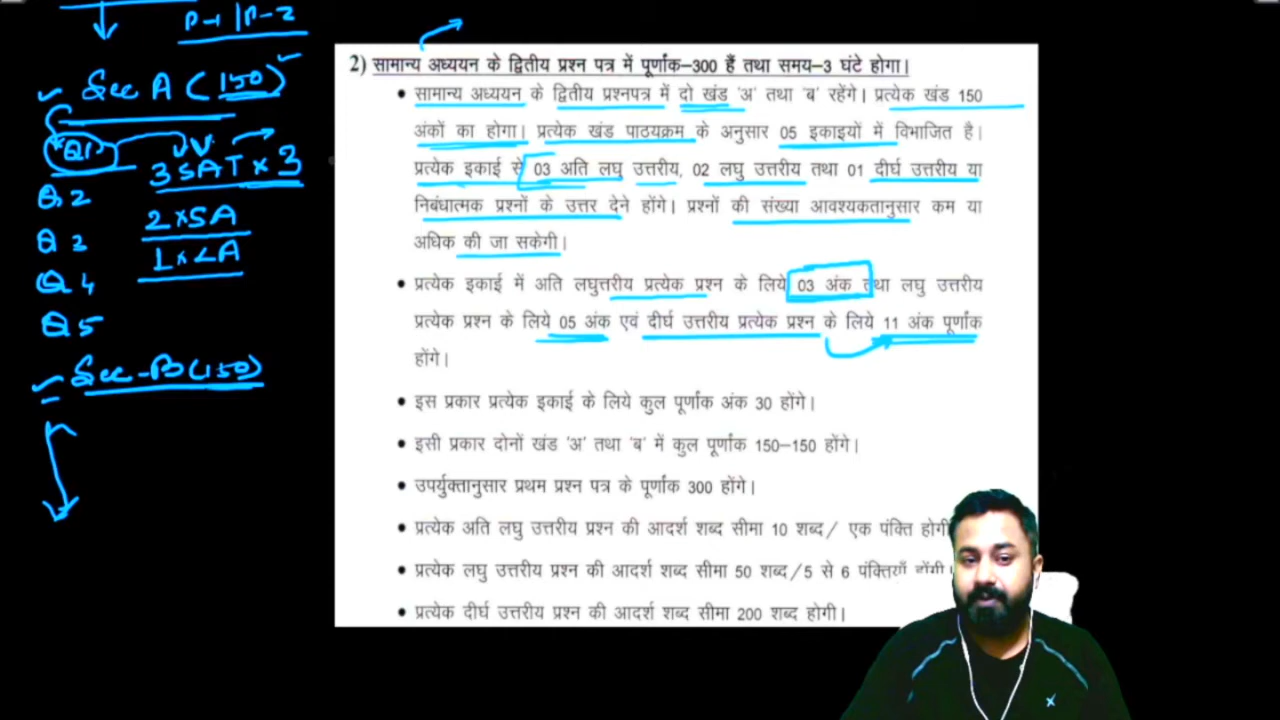 P-1 | P-2
Sec A (150)
Q1
3 SAT × 3
Q2
2 × SA
Q3
1 × LA
Q4
Q5
Sec-B (150)
2) सामान्य अध्ययन के द्वितीय प्रश्न पत्र में पूर्णांक–300 हैं तथा समय–3 घंटे होगा।
• सामान्य अध्ययन के द्वितीय प्रश्नपत्र में दो खंड 'अ' तथा 'ब' रहेंगे। प्रत्येक खंड 150
अंकों का होगा। प्रत्येक खंड पाठयक्रम के अनुसार 05 इकाइयों में विभाजित है।
प्रत्येक इकाई से 03 अति लघु उत्तरीय, 02 लघु उत्तरीय तथा 01 दीर्घ उत्तरीय या
निबंधात्मक प्रश्नों के उत्तर देने होंगे। प्रश्नों की संख्या आवश्यकतानुसार कम या
अधिक की जा सकेगी।
• प्रत्येक इकाई में अति लघुत्तरीय प्रत्येक प्रश्न के लिये 03 अंक तथा लघु उत्तरीय
प्रत्येक प्रश्न के लिये 05 अंक एवं दीर्घ उत्तरीय प्रत्येक प्रश्न के लिये 11 अंक पूर्णांक
होंगे।
• इस प्रकार प्रत्येक इकाई के लिये कुल पूर्णांक अंक 30 होंगे।
• इसी प्रकार दोनों खंड 'अ' तथा 'ब' में कुल पूर्णांक 150–150 होंगे।
• उपर्युक्तानुसार प्रथम प्रश्न पत्र के पूर्णांक 300 होंगे।
• प्रत्येक अति लघु उत्तरीय प्रश्न की आदर्श शब्द सीमा 10 शब्द/ एक पंक्ति होगी
• प्रत्येक लघु उत्तरीय प्रश्न की आदर्श शब्द सीमा 50 शब्द/5 से 6 पंक्तियाँ होंगी।
• प्रत्येक दीर्घ उत्तरीय प्रश्न की आदर्श शब्द सीमा 200 शब्द होगी।